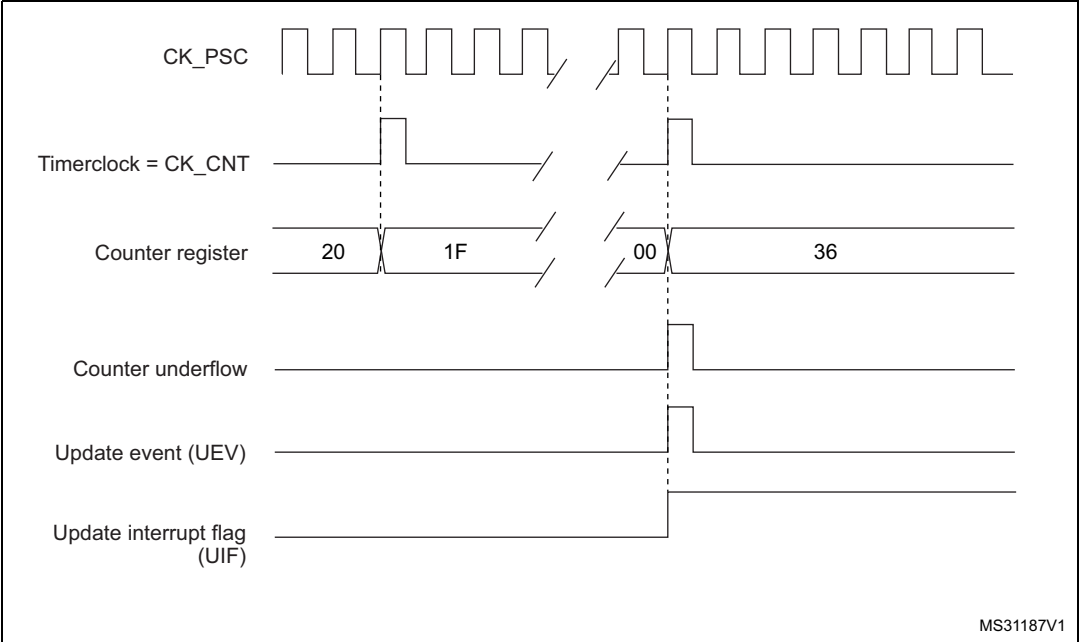 CK_PSC
Timerclock = CK_CNT
Counter register
20
1F
00
36
Counter underflow
Update event (UEV)
Update interrupt flag
(UIF)
MS31187V1